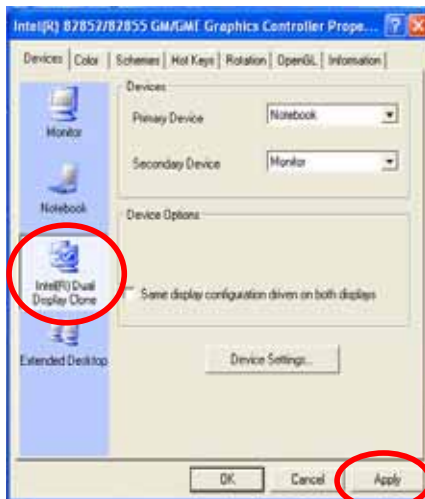 Intel(R) 82852/82855 GM/GME Graphics Controller Prope...
Devices
Color
Schemes
Hot Keys
Rotation
OpenGL
Information
Monitor
Notebook
Intel(R) Dual
Display Clone
Extended Desktop
Devices
Primary Device
Notebook
Secondary Device
Monitor
Device Options
Same display configuration driven on both displays
Device Settings...
OK
Cancel
Apply